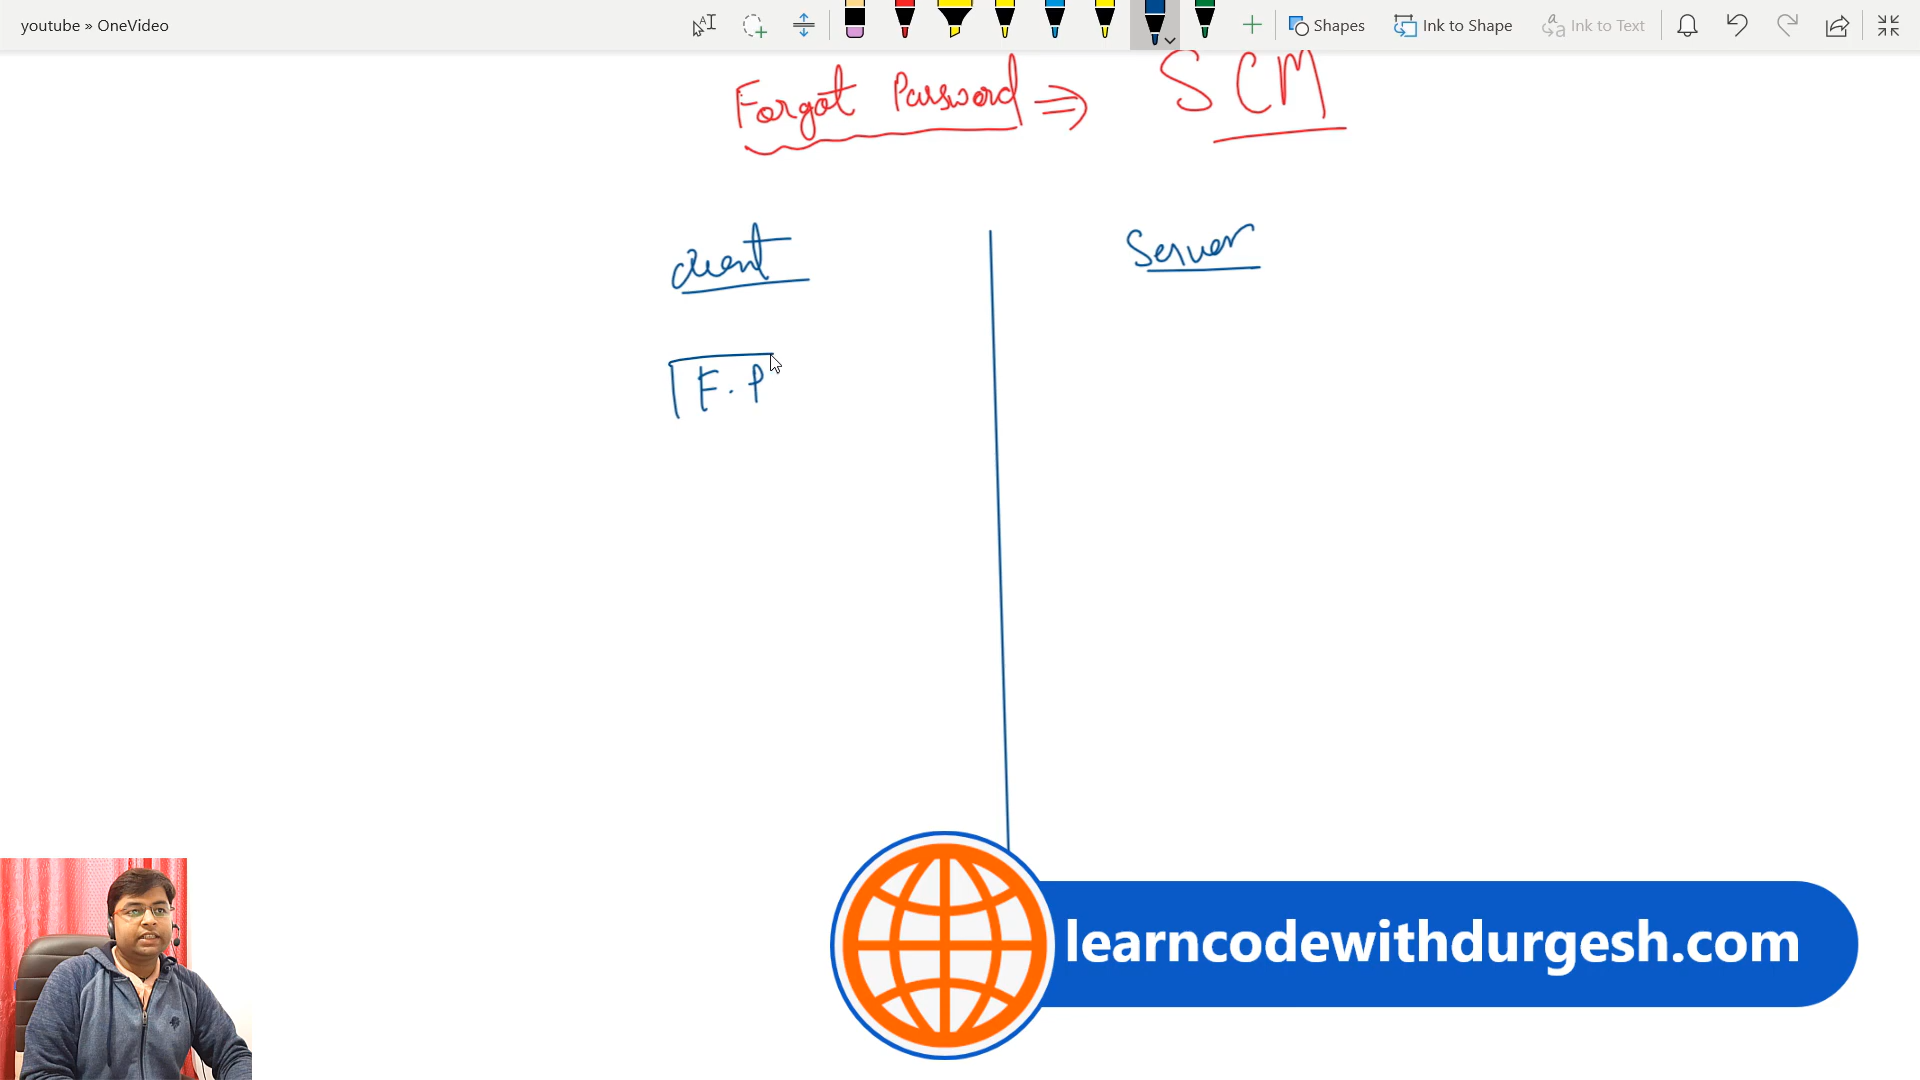 youtube » OneVideo
Shapes
Ink to Shape
Ink to Text
Forgot Password ⇒ SCM
client
Server
F.P
learncodewithdurgesh.com